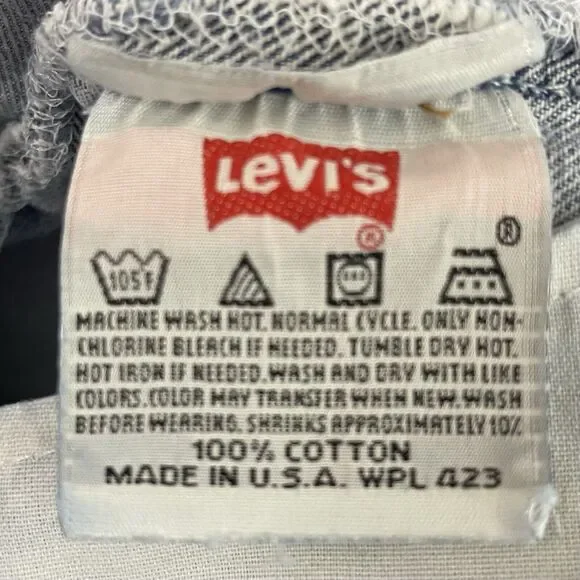 LEVI'S
®
®
105F
MACHINE WASH HOT. NORMAL CYCLE. ONLY NON-
CHLORINE BLEACH IF NEEDED. TUMBLE DRY HOT.
HOT IRON IF NEEDED.WASH AND DRY WITH LIKE
COLORS.COLOR MAY TRANSFER WHEN NEW.WASH
BEFORE WEARING. SHRINKS APPROXIMATELY 10%
100% COTTON
MADE IN U.S.A. WPL 423